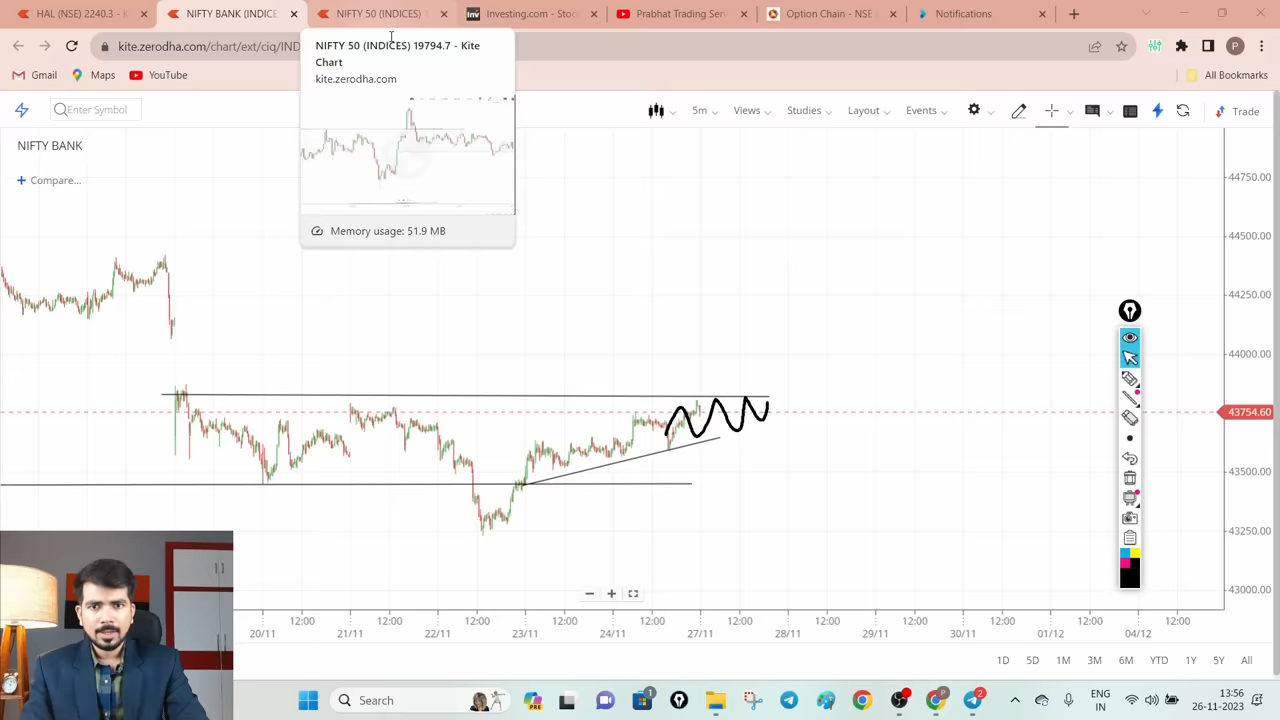 HAL (NSE) 2240.3 - K
NIFTY BANK (INDICE
NIFTY 50 (INDICES) 1
Investing.com - Stoc
Prabhat Trading Serv
Option Chain - NSE
Notifications
kite.zerodha.com/chart/ext/ciq/IND
Gmail
Maps
YouTube
All Bookmarks
NIFTY 50 (INDICES) 19794.7 - Kite
Chart
kite.zerodha.com
Memory usage: 51.9 MB
Enter Symbol
5m
Views
Studies
Layout
Events
Trade
NIFTY BANK
+ Compare...
44750.00
44500.00
44250.00
44000.00
43754.60
43500.00
43250.00
43000.00
12:00 12:00 12:00 12:00 12:00 12:00 12:00 12:00 12:00 12:00 12:00
20/11 21/11 22/11 23/11 24/11 27/11 28/11 29/11 30/11 01/12 04/12
1D 5D 1M 3M 6M YTD 1Y 5Y All
Search
1
P
2
ENG
IN
13:56
26-11-2023